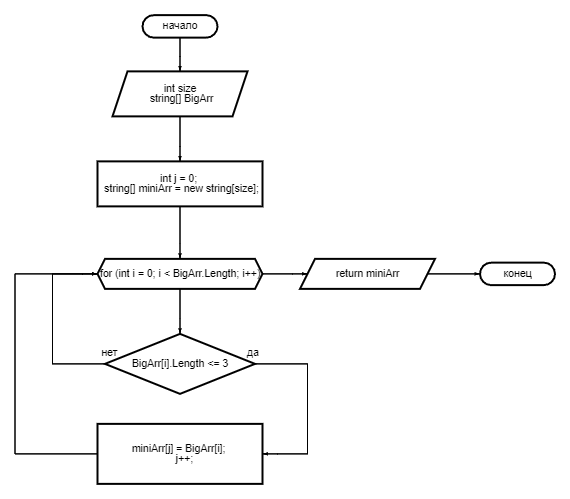 начало
int size
string[] BigArr
int j = 0;
string[] miniArr = new string[size];
for (int i = 0; i < BigArr.Length; i++)
return miniArr
конец
нет
да
BigArr[i].Length <= 3
miniArr[j] = BigArr[i];
j++;